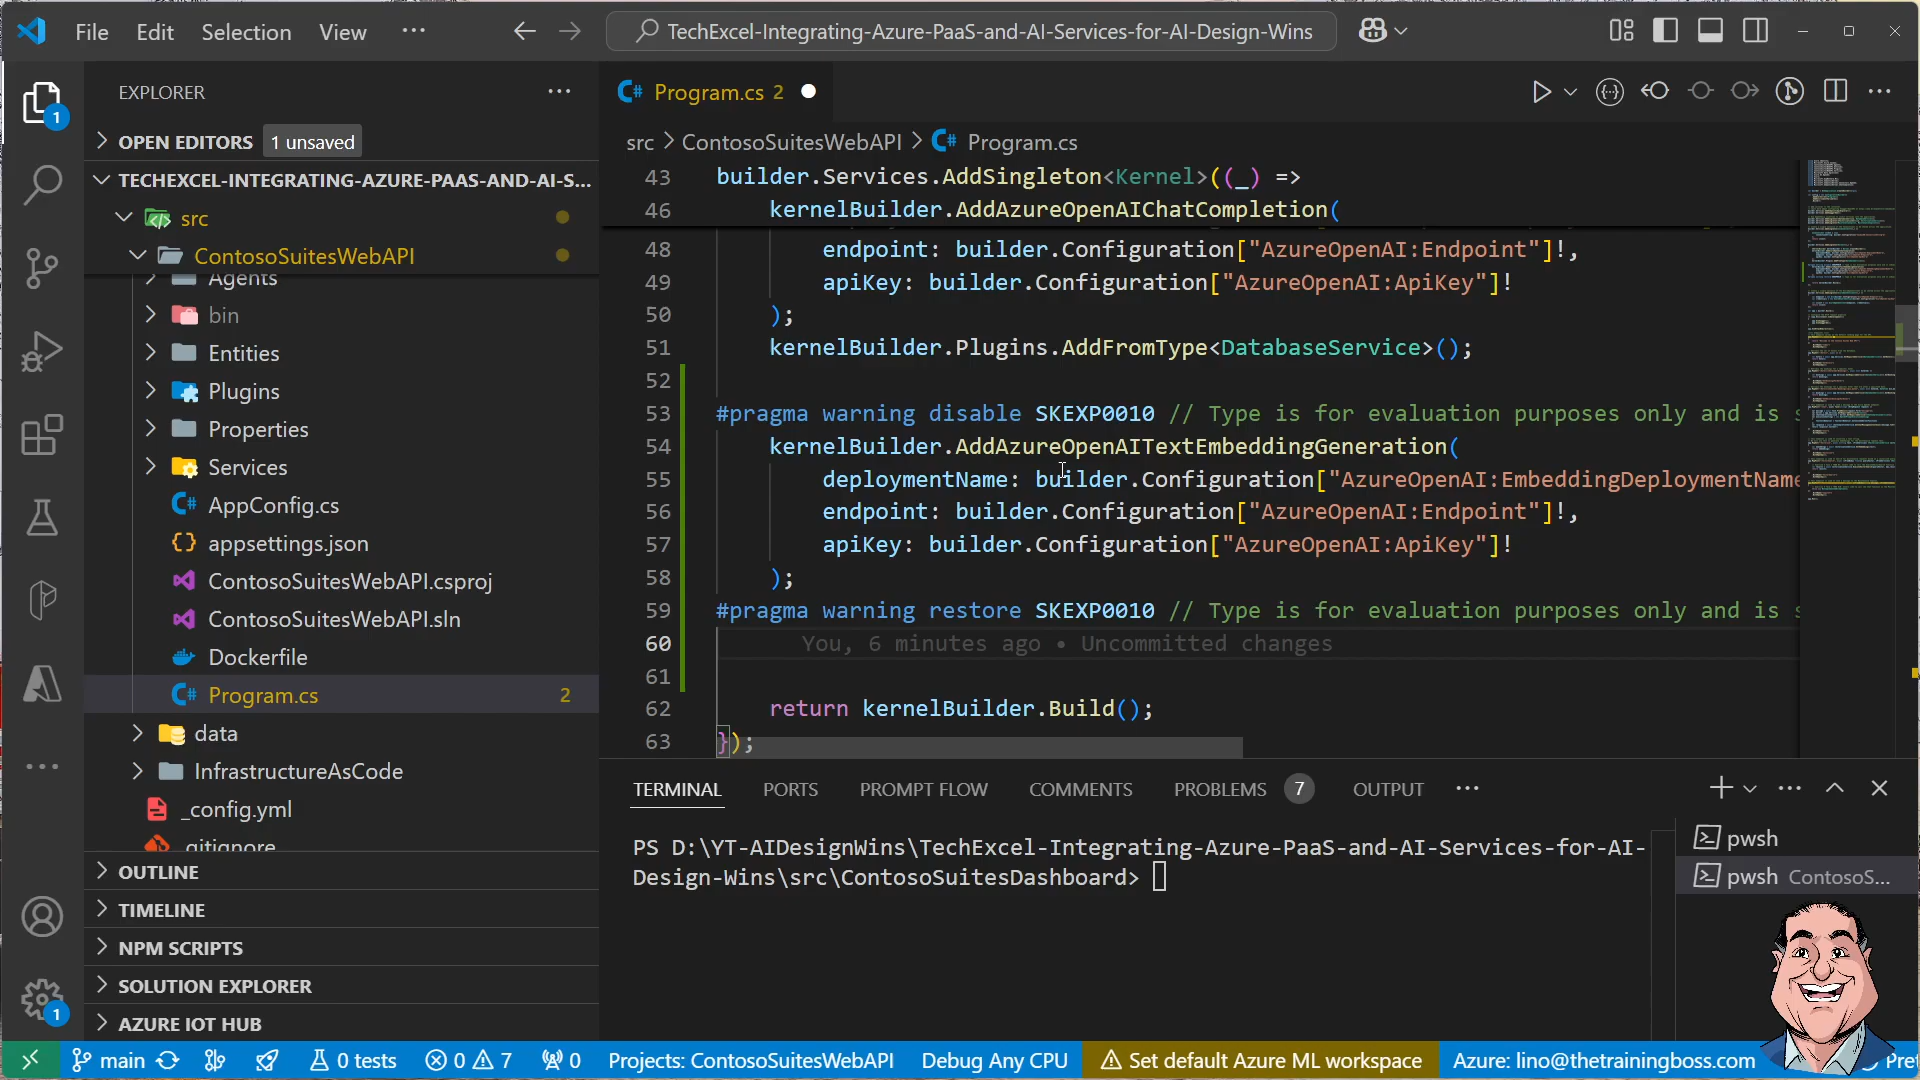 File Edit Selection View ··· TechExcel-Integrating-Azure-PaaS-and-AI-Services-for-AI-Design-Wins
EXPLORER ···
OPEN EDITORS 1 unsaved
TECHEXCEL-INTEGRATING-AZURE-PAAS-AND-AI-S...
src
ContosoSuitesWebAPI
Agents
bin
Entities
Plugins
Properties
Services
C# AppConfig.cs
{} appsettings.json
ContosoSuitesWebAPI.csproj
ContosoSuitesWebAPI.sln
Dockerfile
C# Program.cs 2
data
InfrastructureAsCode
_config.yml
.gitignore
OUTLINE
TIMELINE
NPM SCRIPTS
SOLUTION EXPLORER
AZURE IOT HUB
1
1
C# Program.cs 2
src > ContosoSuitesWebAPI > C# Program.cs
43 builder.Services.AddSingleton<Kernel>((_) =>
46 kernelBuilder.AddAzureOpenAIChatCompletion(
48 endpoint: builder.Configuration["AzureOpenAI:Endpoint"]!,
49 apiKey: builder.Configuration["AzureOpenAI:ApiKey"]!
50 );
51 kernelBuilder.Plugins.AddFromType<DatabaseService>();
52
53 #pragma warning disable SKEXP0010 // Type is for evaluation purposes only and is s
54 kernelBuilder.AddAzureOpenAITextEmbeddingGeneration(
55 deploymentName: builder.Configuration["AzureOpenAI:EmbeddingDeploymentName
56 endpoint: builder.Configuration["AzureOpenAI:Endpoint"]!,
57 apiKey: builder.Configuration["AzureOpenAI:ApiKey"]!
58 );
59 #pragma warning restore SKEXP0010 // Type is for evaluation purposes only and is s
60 You, 6 minutes ago • Uncommitted changes
61
62 return kernelBuilder.Build();
63 });
TERMINAL PORTS PROMPT FLOW COMMENTS PROBLEMS 7 OUTPUT ···
PS D:\YT-AIDesignWins\TechExcel-Integrating-Azure-PaaS-and-AI-Services-for-AI-
Design-Wins\src\ContosoSuitesDashboard>
pwsh
pwsh ContosoS...
main 0 tests 0 7 0 Projects: ContosoSuitesWebAPI Debug Any CPU Set default Azure ML workspace Azure: lino@thetrainingboss.com Pret